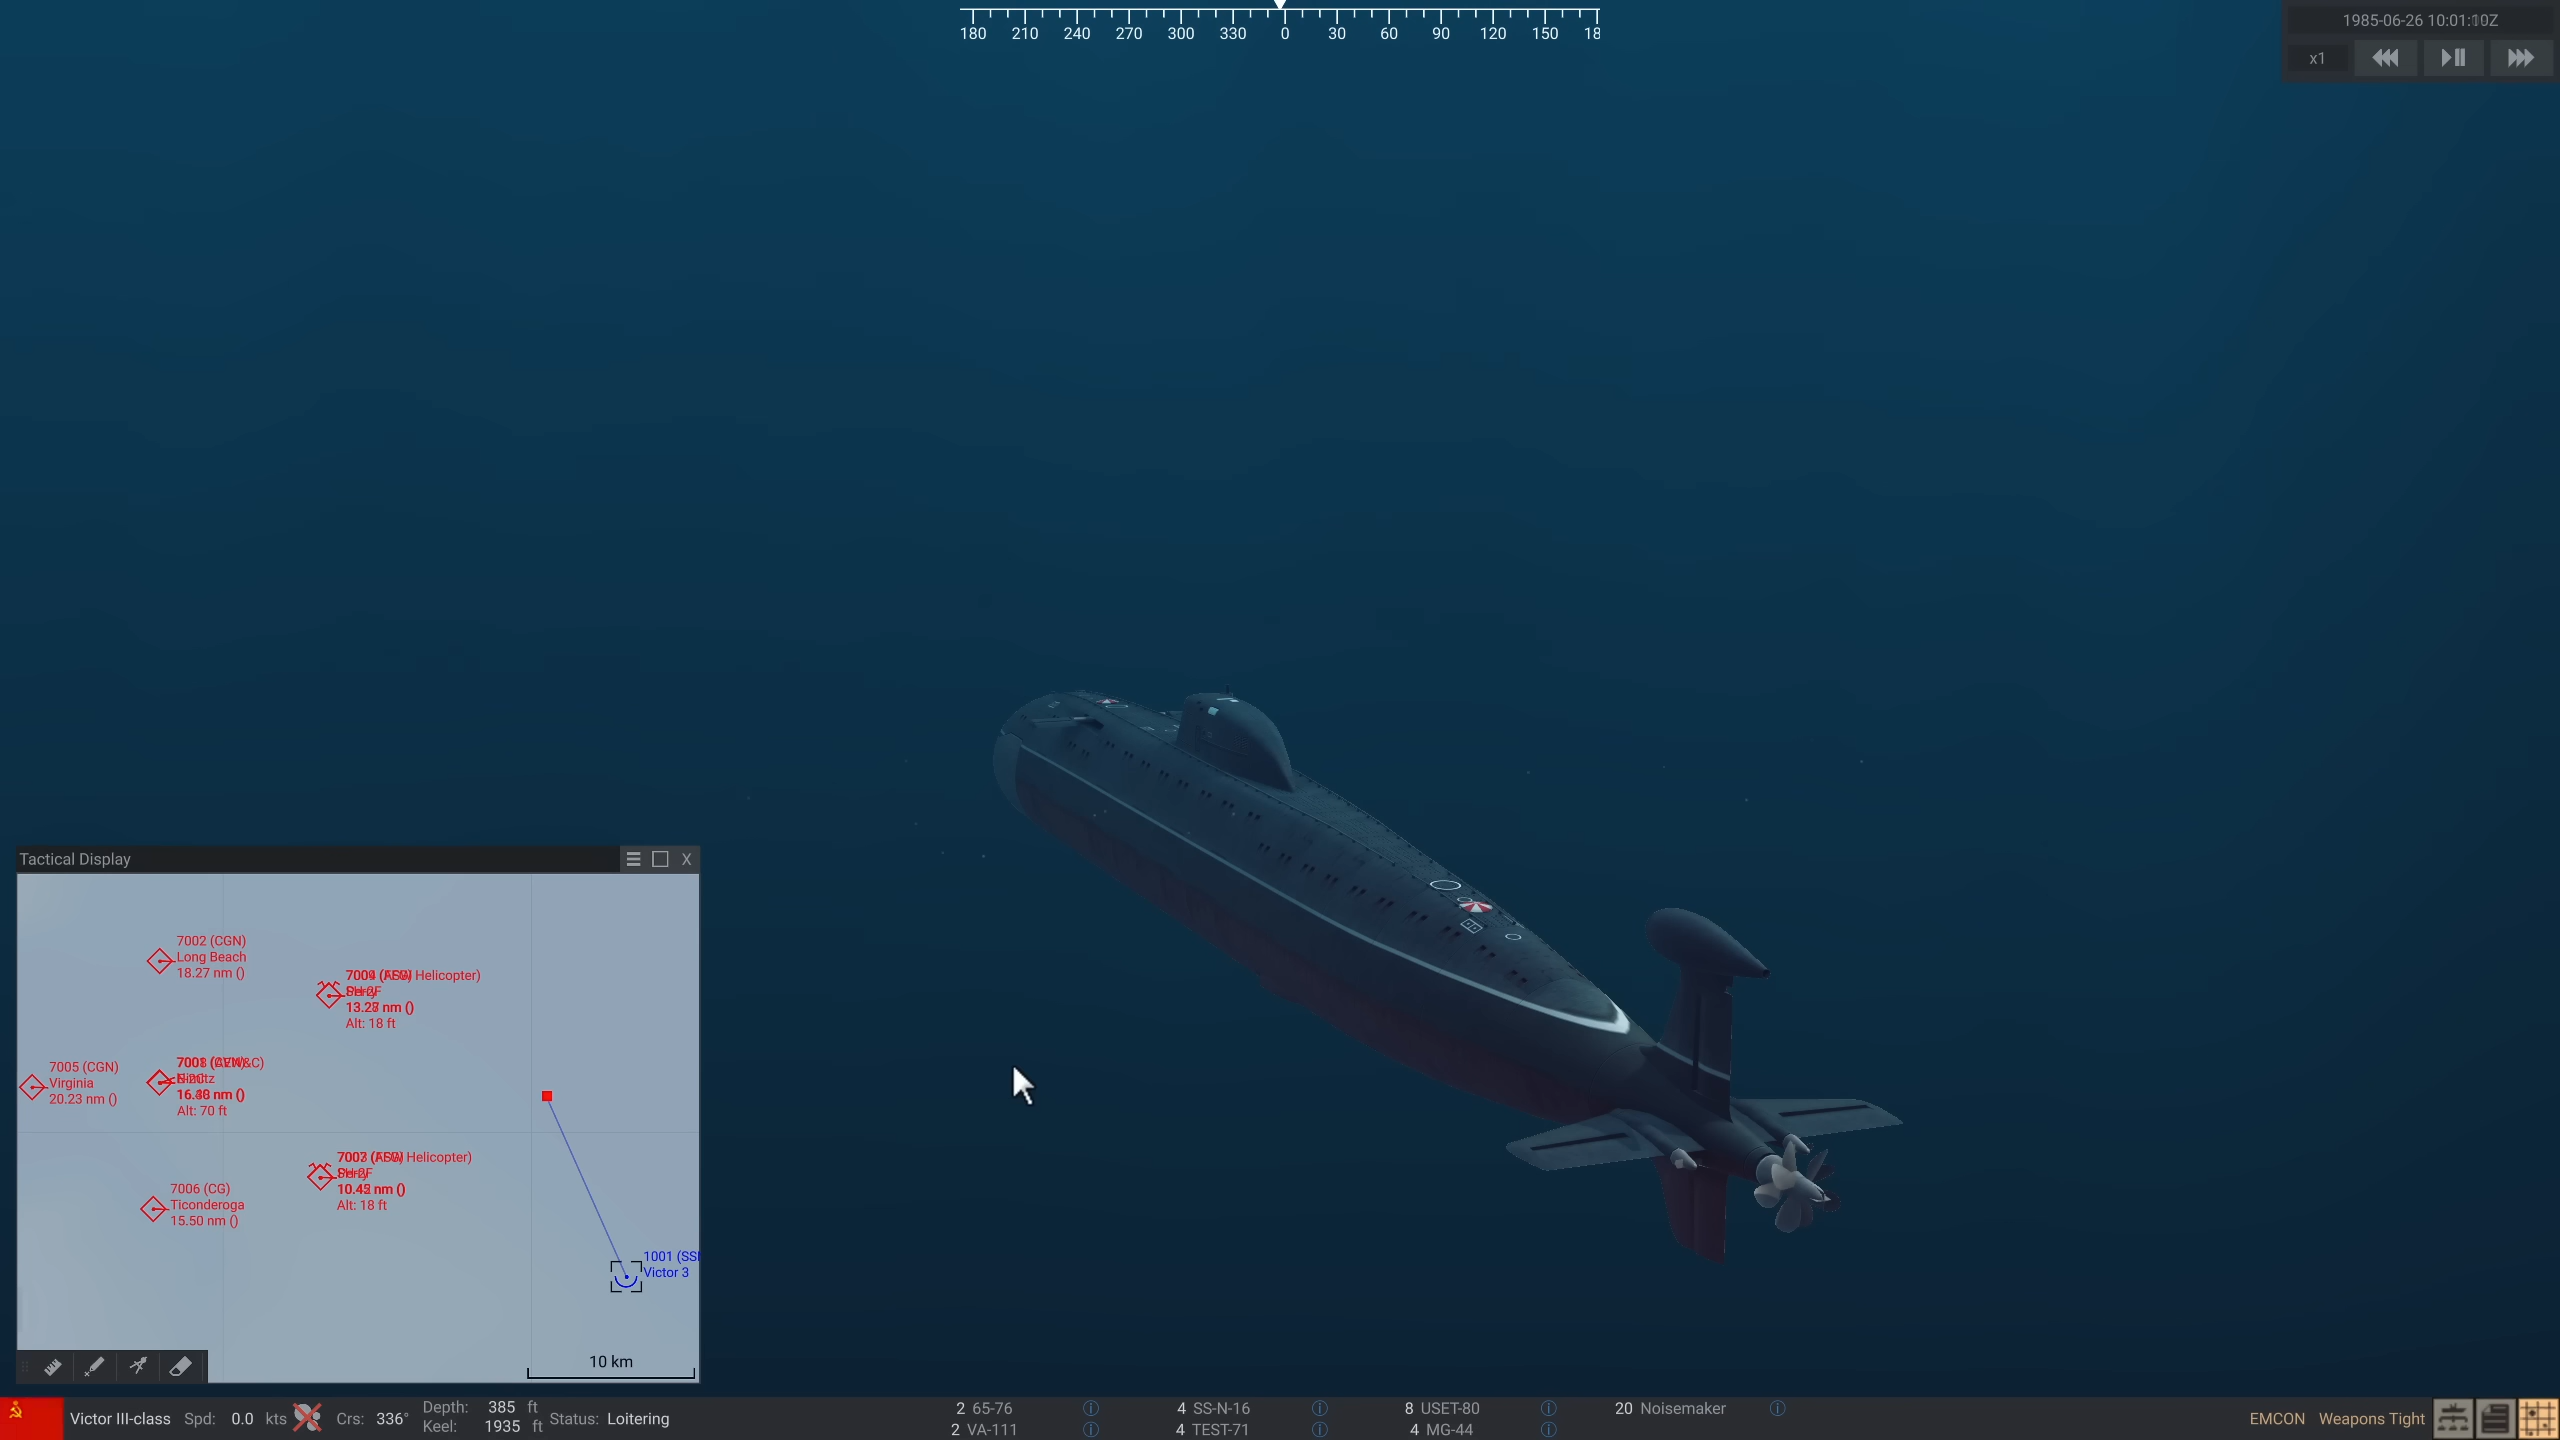 180 210 240 270 300 330 0 30 60 90 120 150 18
1985-06-26 10:01:
x1
Tactical Display X
7002 (CGN)
Long Beach
18.27 nm ()
Helicopter)
nm ()
Alt: 18 ft
7005 (CGN)
Virginia
20.23 nm ()
nm ()
Alt: 70 ft
Helicopter)
nm ()
Alt: 18 ft
7006 (CG)
Ticonderoga
15.50 nm ()
1001 (SS
Victor 3
10 km
Victor III-class Spd: 0.0 kts Crs: 336° Depth: 385 ft
Keel: 1935 ft Status: Loitering
2 65-76 4 SS-N-16 8 USET-80 20 Noisemaker
2 VA-111 4 TEST-71 4 MG-44
EMCON Weapons Tight